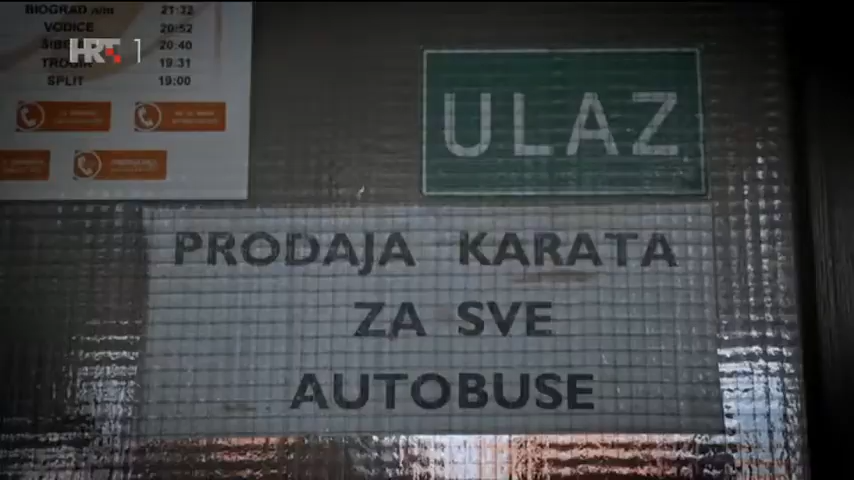 BIOGRAD n/m 21:32
VODICE 20:52
20:40
HRT 1
TROGIR 19:31
SPLIT 19:00
ULAZ
PRODAJA KARATA
ZA SVE
AUTOBUSE